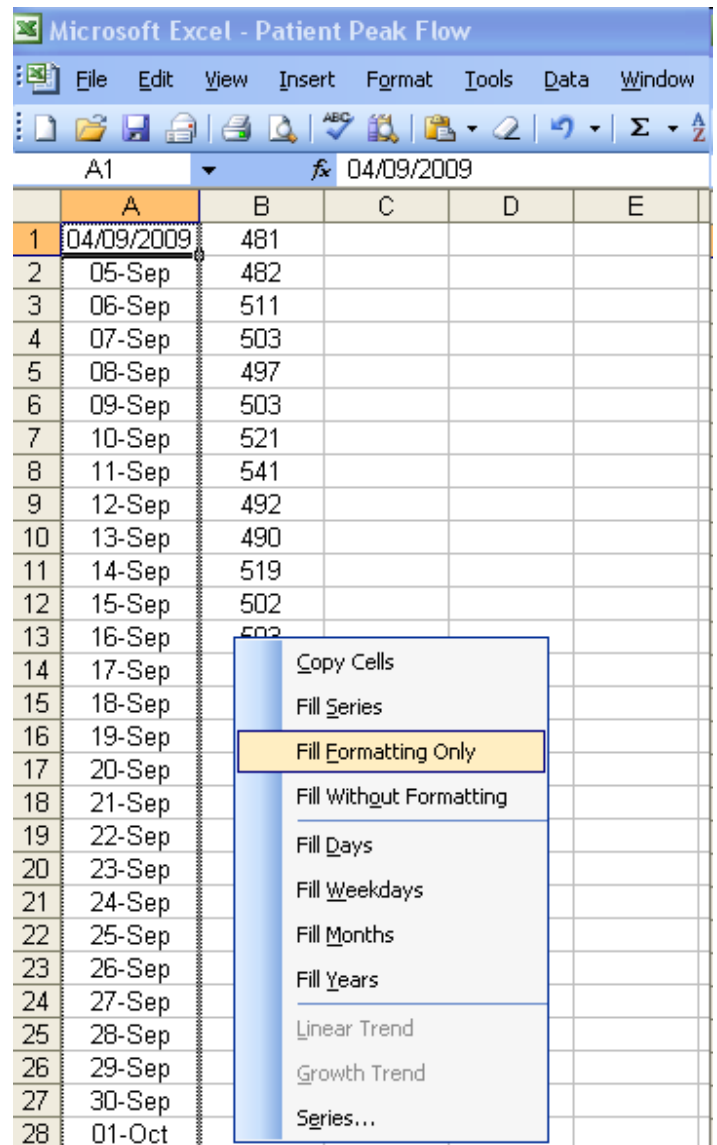 Microsoft Excel - Patient Peak Flow
File Edit View Insert Format Tools Data Window
ABC Σ A Z
A1 fx 04/09/2009
A B C D E
1 04/09/2009 481
2 05-Sep 482
3 06-Sep 511
4 07-Sep 503
5 08-Sep 497
6 09-Sep 503
7 10-Sep 521
8 11-Sep 541
9 12-Sep 492
10 13-Sep 490
11 14-Sep 519
12 15-Sep 502
13 16-Sep
14 17-Sep
15 18-Sep
16 19-Sep
17 20-Sep
18 21-Sep
19 22-Sep
20 23-Sep
21 24-Sep
22 25-Sep
23 26-Sep
24 27-Sep
25 28-Sep
26 29-Sep
27 30-Sep
28 01-Oct
Copy Cells
Fill Series
Fill Formatting Only
Fill Without Formatting
Fill Days
Fill Weekdays
Fill Months
Fill Years
Linear Trend
Growth Trend
Series...